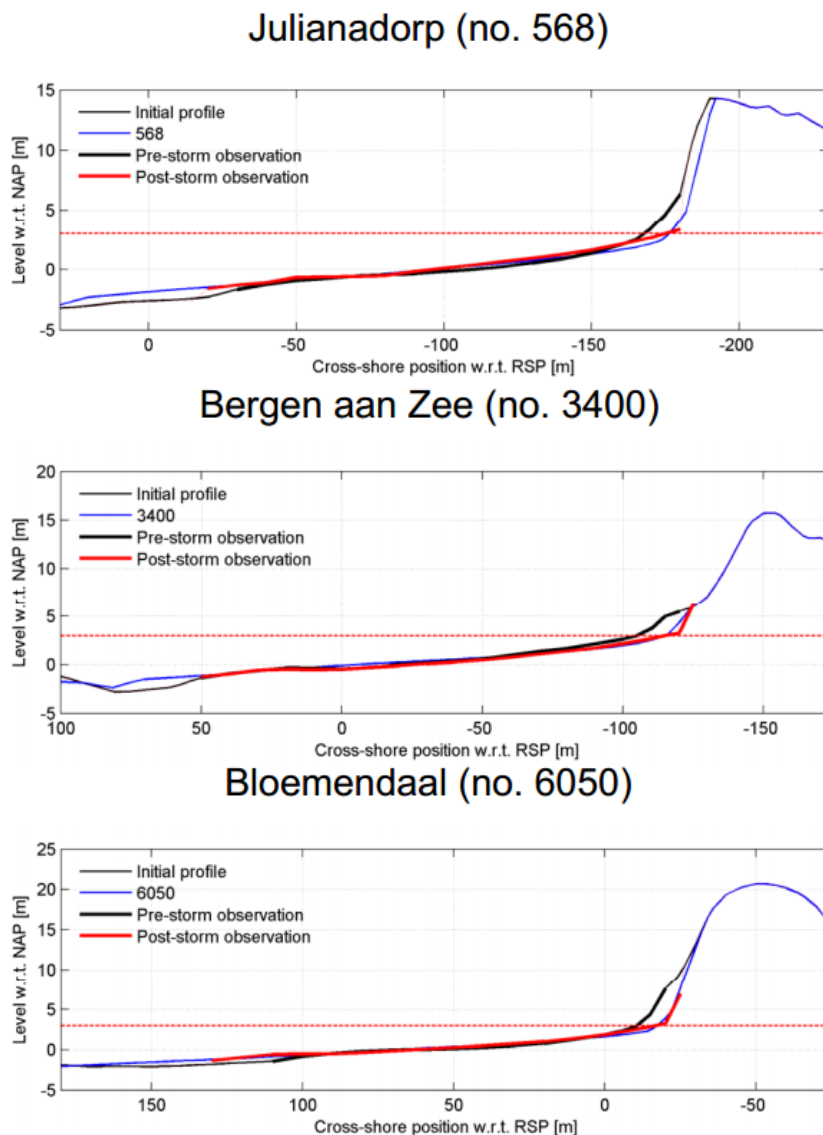 Julianadorp (no. 568)
15
10
5
0
-5
Level w.r.t. NAP [m]
Initial profile
568
Pre-storm observation
Post-storm observation
0 -50 -100 -150 -200
Cross-shore position w.r.t. RSP [m]
Bergen aan Zee (no. 3400)
20
15
10
5
0
-5
Level w.r.t. NAP [m]
Initial profile
3400
Pre-storm observation
Post-storm observation
100 50 0 -50 -100 -150
Cross-shore position w.r.t. RSP [m]
Bloemendaal (no. 6050)
25
20
15
10
5
0
-5
Level w.r.t. NAP [m]
Initial profile
6050
Pre-storm observation
Post-storm observation
150 100 50 0 -50
Cross-shore position w.r.t. RSP [m]